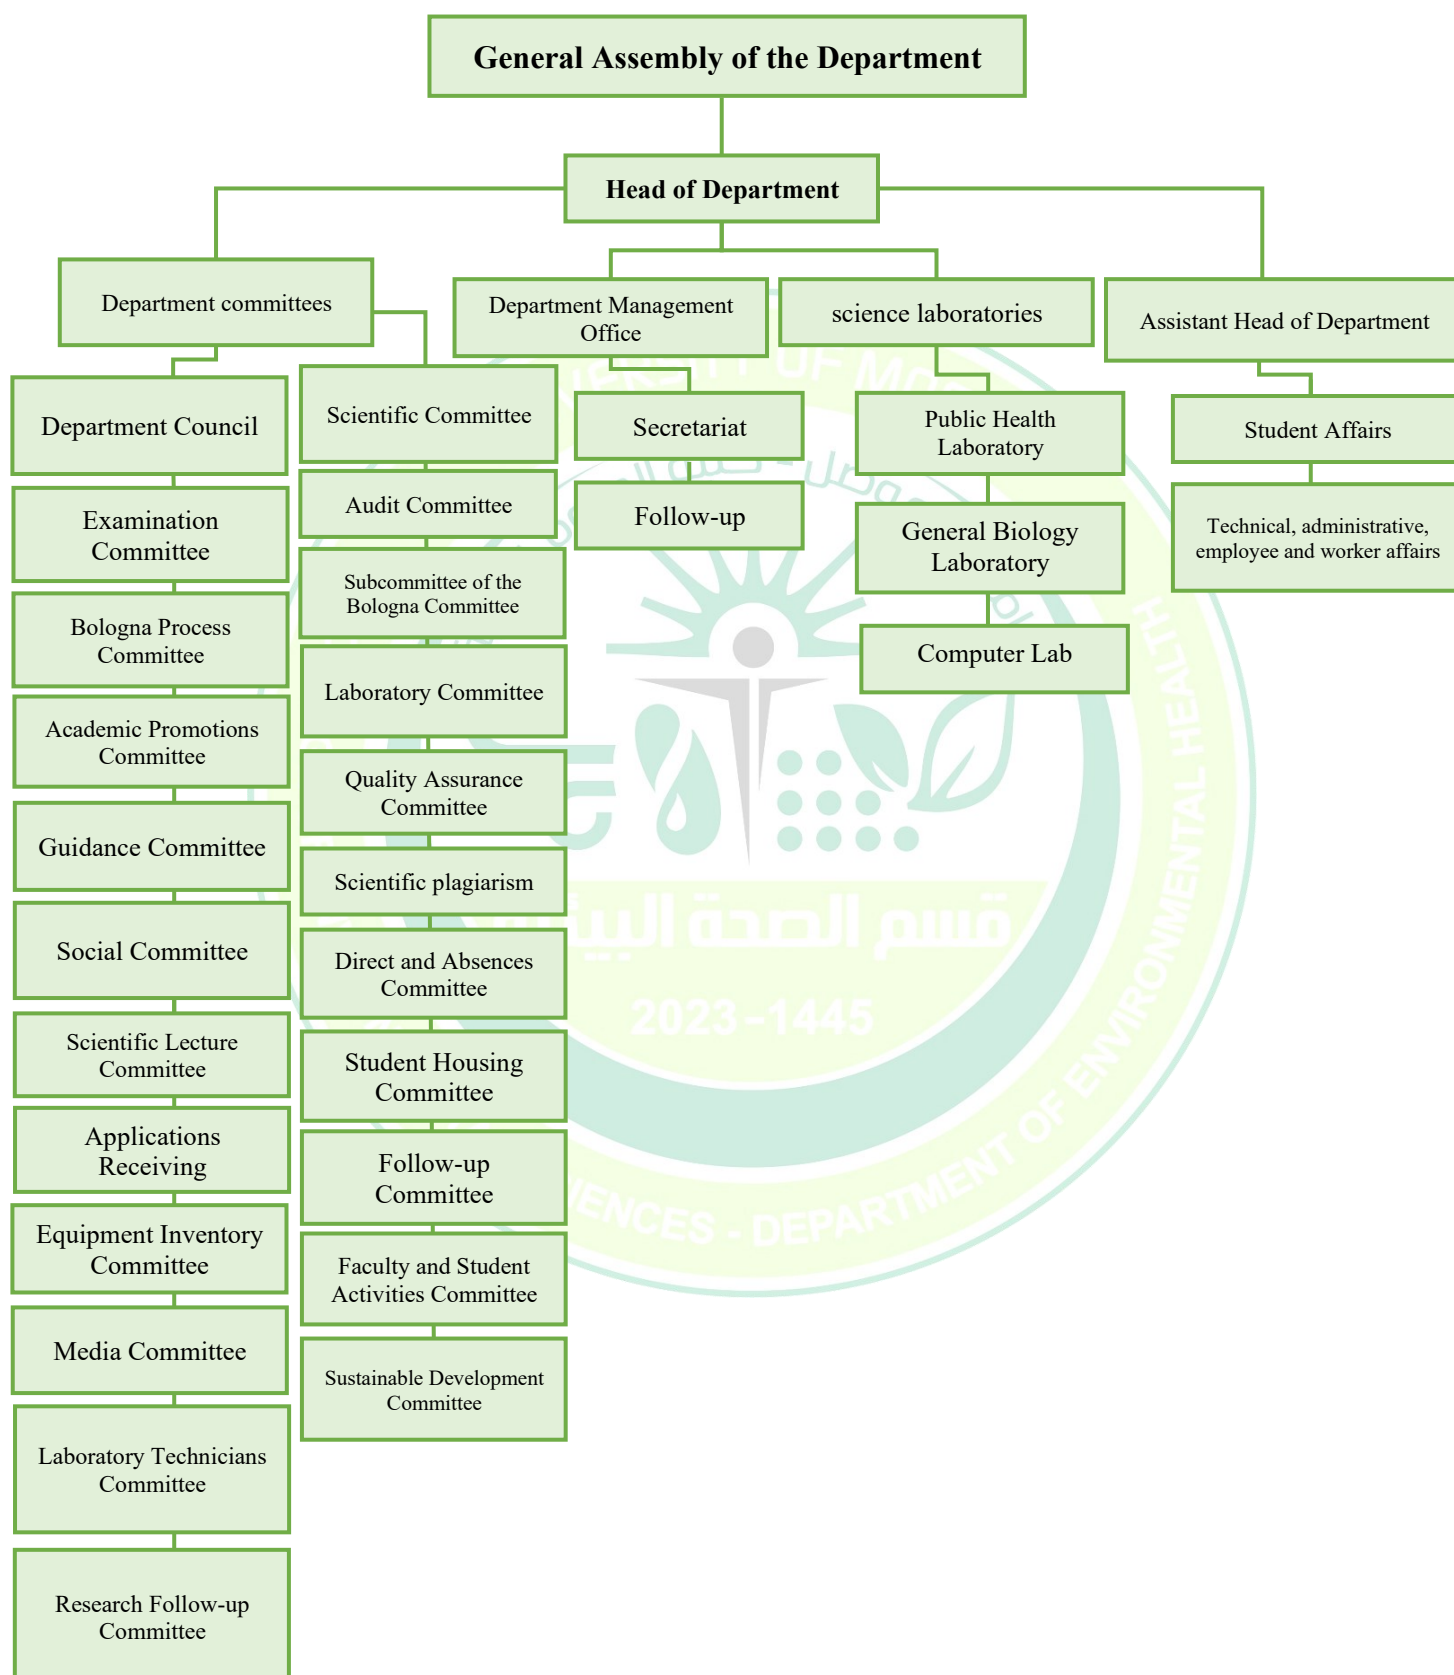 General Assembly of the Department
Head of Department
Department committees
Department Management
Office
science laboratories
Assistant Head of Department
Department Council
Examination
Committee
Bologna Process
Committee
Academic Promotions
Committee
Guidance Committee
Social Committee
Scientific Lecture
Committee
Applications
Receiving
Equipment Inventory
Committee
Media Committee
Laboratory Technicians
Committee
Research Follow-up
Committee
Scientific Committee
Audit Committee
Subcommittee of the
Bologna Committee
Laboratory Committee
Quality Assurance
Committee
Scientific plagiarism
Direct and Absences
Committee
Student Housing
Committee
Follow-up
Committee
Faculty and Student
Activities Committee
Sustainable Development
Committee
Secretariat
Follow-up
Public Health
Laboratory
General Biology
Laboratory
Computer Lab
Student Affairs
Technical, administrative,
employee and worker affairs
قسم الصحة
2023-1445
DEPARTMENT OF ENVIRONMENTAL HEALTH